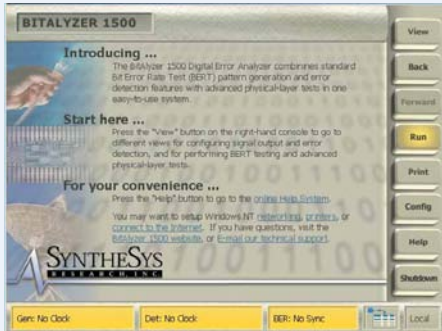 BITALYZER 1500
Introducing ...
The BitAlyzer 1500 Digital Error Analyzer combinines standard
Bit Error Rate Test (BERT) pattern generation and error
detection features with advanced physical-layer tests in one
easy-to-use system.
Start here ...
Press the "View" button on the right-hand console to go to
different views for configuring signal output and error
detection, and for performing BERT testing and advanced
physical-layer tests.
For your convenience ...
Press the "Help" button to go to the online Help System.
You may want to setup Windows NT networking, printers, or
connect to the Internet. If you have questions, visit the
BitAlyzer 1500 website, or E-mail our technical support.
SYNTHESYS
RESEARCH, INC.
View
Back
Forward
Run
Print
Config
Help
Shutdown
Gen: No Clock
Det: No Clock
BER: No Sync
Local